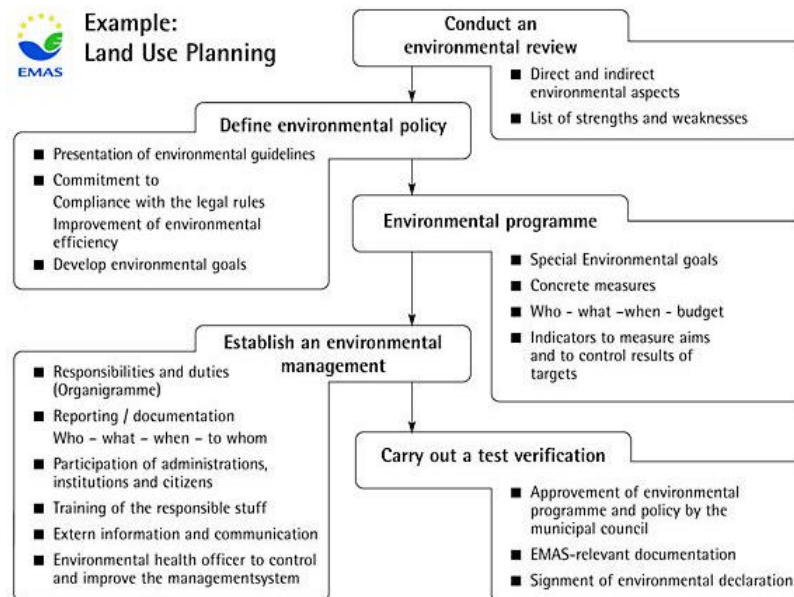 EMAS
Example:
Land Use Planning
Conduct an
environmental review
■ Direct and indirect
environmental aspects
■ List of strengths and weaknesses
Define environmental policy
■ Presentation of environmental guidelines
■ Commitment to
Compliance with the legal rules
Improvement of environmental
efficiency
■ Develop environmental goals
Environmental programme
■ Special Environmental goals
■ Concrete measures
■ Who - what –when - budget
■ Indicators to measure aims
and to control results of
targets
Establish an environmental
management
■ Responsibilities and duties
(Organigramme)
■ Reporting / documentation
Who – what – when – to whom
■ Participation of administrations,
institutions and citizens
■ Training of the responsible stuff
■ Extern information and communication
■ Environmental health officer to control
and improve the managementsystem
Carry out a test verification
■ Approvement of environmental
programme and policy by the
municipal council
■ EMAS-relevant documentation
■ Signment of environmental declaration